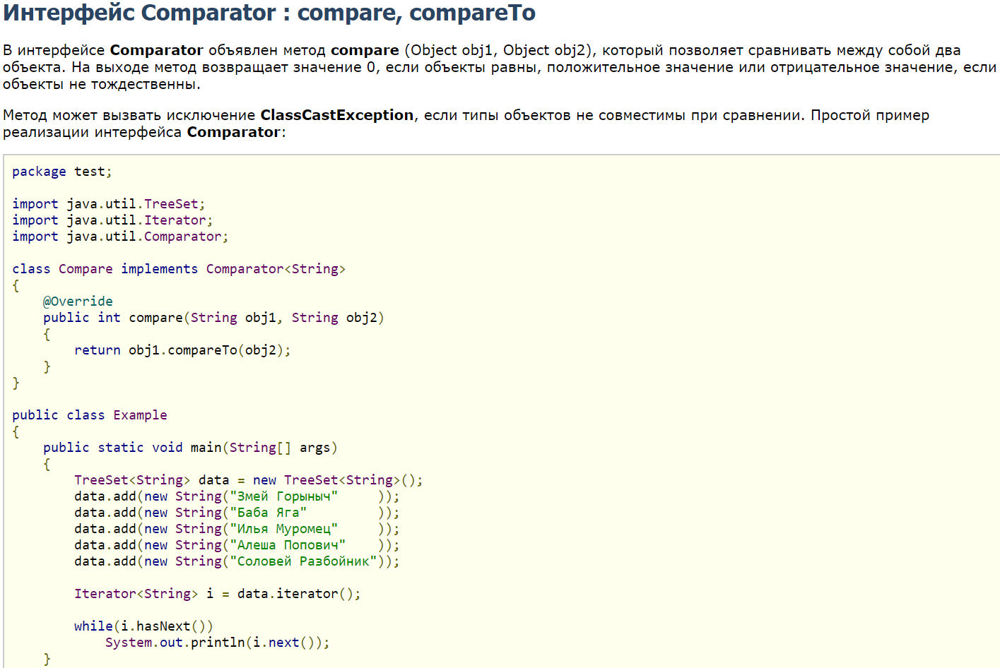 Интерфейс Comparator : compare, compareTo
В интерфейсе Comparator объявлен метод compare (Object obj1, Object obj2), который позволяет сравнивать между собой два
объекта. На выходе метод возвращает значение 0, если объекты равны, положительное значение или отрицательное значение, если
объекты не тождественны.
Метод может вызвать исключение ClassCastException, если типы объектов не совместимы при сравнении. Простой пример
реализации интерфейса Comparator:
package test;
import java.util.TreeSet;
import java.util.Iterator;
import java.util.Comparator;
class Compare implements Comparator<String>
{
    @Override
    public int compare(String obj1, String obj2)
    {
        return obj1.compareTo(obj2);
    }
}
public class Example
{
    public static void main(String[] args)
    {
        TreeSet<String> data = new TreeSet<String>();
        data.add(new String("Змей Горыныч"     ));
        data.add(new String("Баба Яга"         ));
        data.add(new String("Илья Муромец"     ));
        data.add(new String("Алеша Попович"    ));
        data.add(new String("Соловей Разбойник"));
        Iterator<String> i = data.iterator();
        while(i.hasNext())
            System.out.println(i.next());
    }